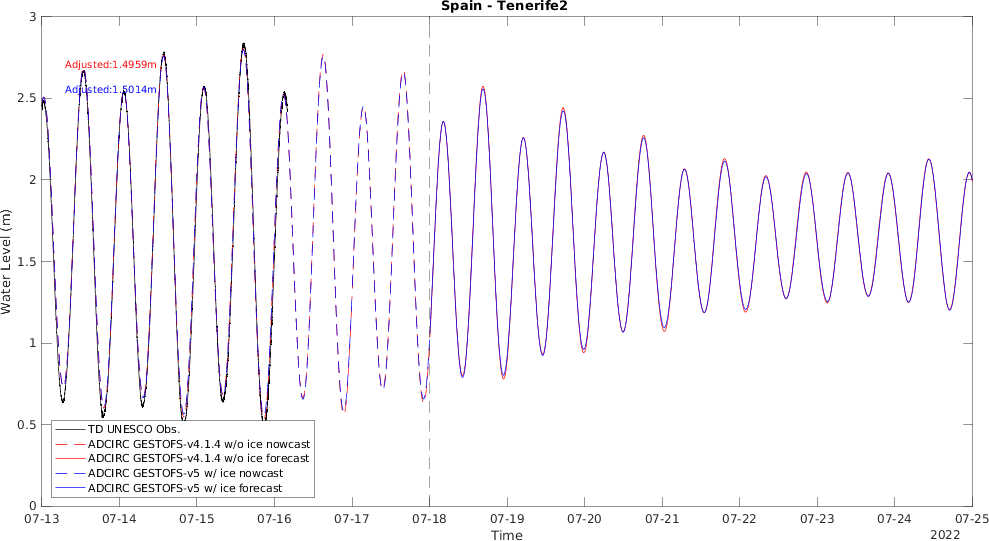 Spain - Tenerife2
Water Level (m)
3
2.5
2
1.5
1
0.5
0
Adjusted:1.4959m
Adjusted:1.5014m
TD UNESCO Obs.
ADCIRC GESTOFS-v4.1.4 w/o ice nowcast
ADCIRC GESTOFS-v4.1.4 w/o ice forecast
ADCIRC GESTOFS-v5 w/ ice nowcast
ADCIRC GESTOFS-v5 w/ ice forecast
07-13 07-14 07-15 07-16 07-17 07-18 07-19 07-20 07-21 07-22 07-23 07-24 07-25
Time
2022